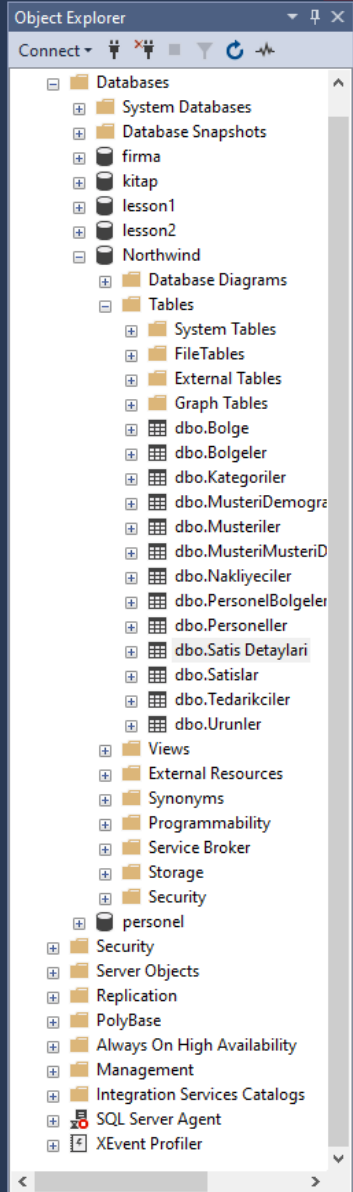 Object Explorer
Connect
Databases
System Databases
Database Snapshots
firma
kitap
lesson1
lesson2
Northwind
Database Diagrams
Tables
System Tables
FileTables
External Tables
Graph Tables
dbo.Bolge
dbo.Bolgeler
dbo.Kategoriler
dbo.MusteriDemogra
dbo.Musteriler
dbo.MusteriMusteriD
dbo.Nakliyeciler
dbo.PersonelBolgeler
dbo.Personeller
dbo.Satis Detaylari
dbo.Satislar
dbo.Tedarikciler
dbo.Urunler
Views
External Resources
Synonyms
Programmability
Service Broker
Storage
Security
personel
Security
Server Objects
Replication
PolyBase
Always On High Availability
Management
Integration Services Catalogs
SQL Server Agent
XEvent Profiler